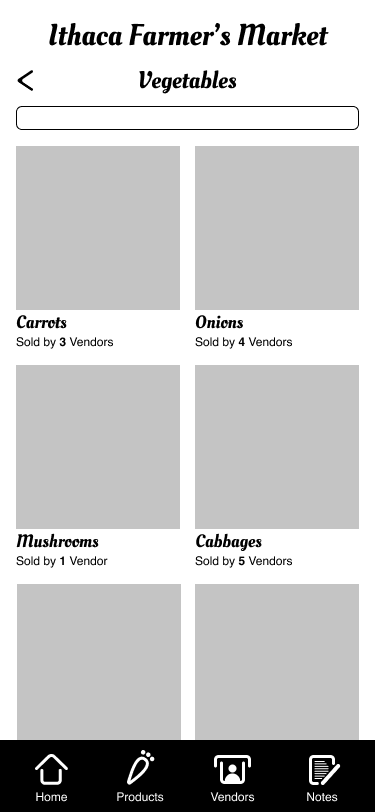 Ithaca Farmer's Market
Vegetables
Carrots
Sold by 3 Vendors
Onions
Sold by 4 Vendors
Mushrooms
Sold by 1 Vendor
Cabbages
Sold by 5 Vendors
Home
Products
Vendors
Notes